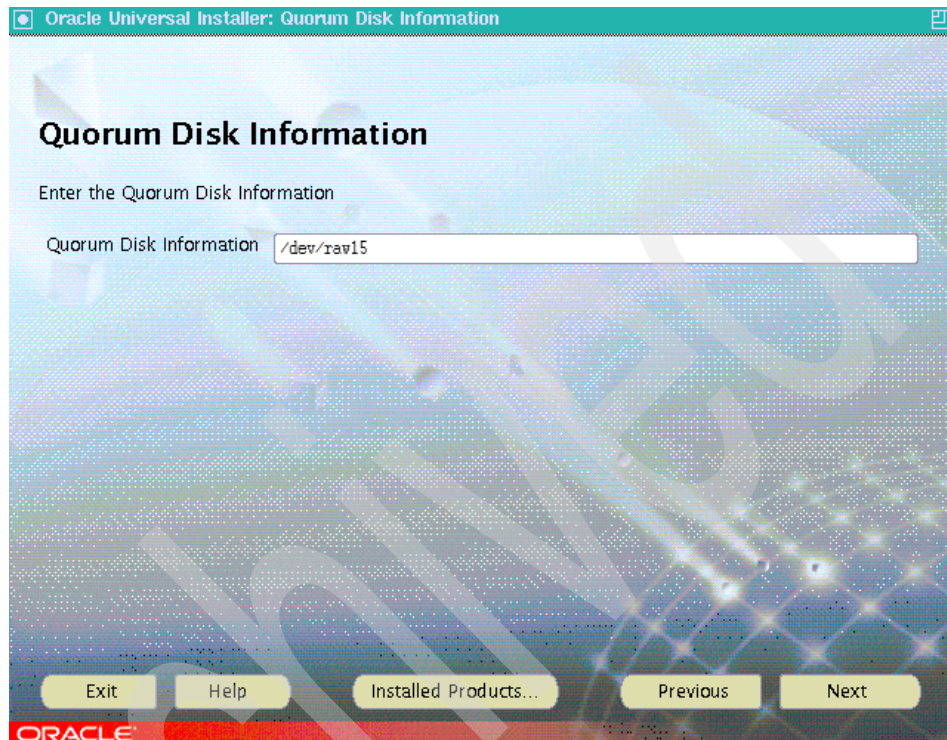 Oracle Universal Installer: Quorum Disk Information
Quorum Disk Information
Enter the Quorum Disk Information
Quorum Disk Information /dev/raw15
Exit Help Installed Products... Previous Next
ORACLE